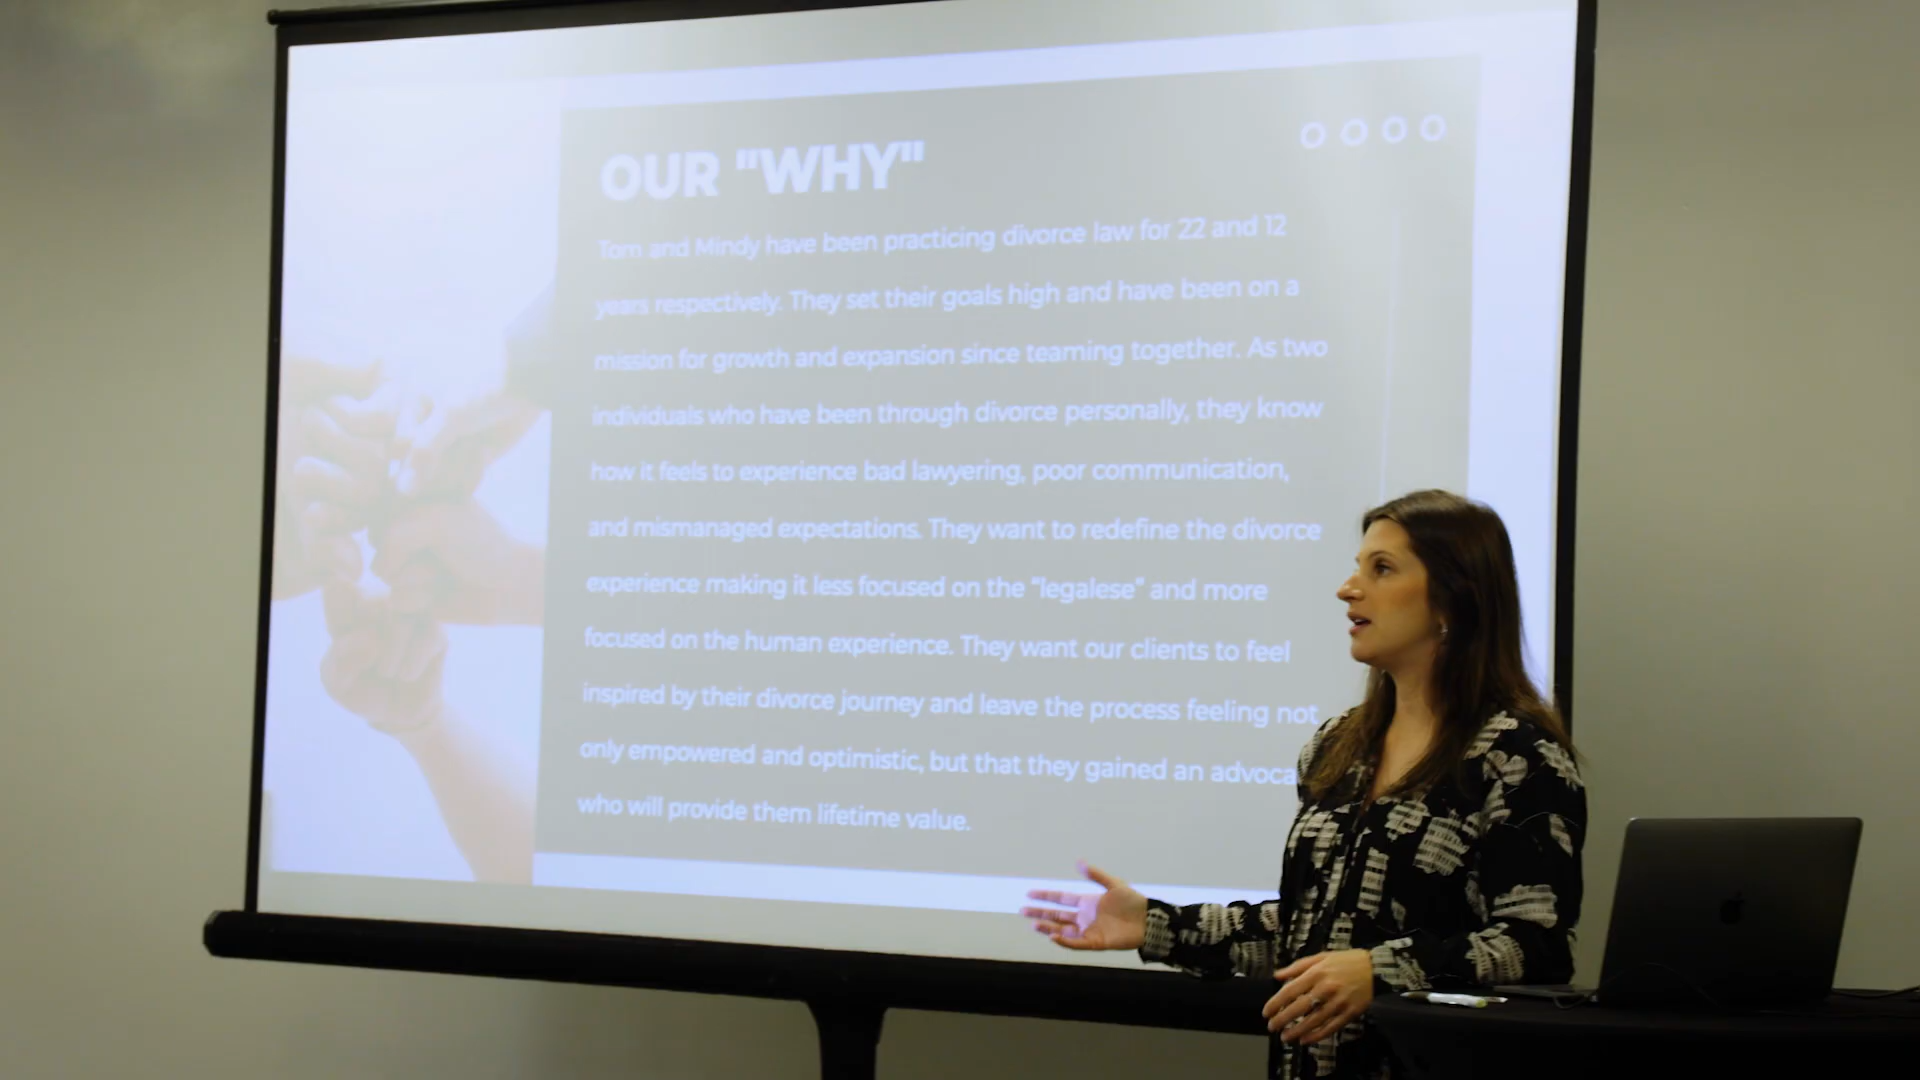 OUR "WHY"
Tom and Mindy have been practicing divorce law for 22 and 12
years respectively. They set their goals high and have been on a
mission for growth and expansion since teaming together. As two
individuals who have been through divorce personally, they know
how it feels to experience bad lawyering, poor communication,
and mismanaged expectations. They want to redefine the divorce
experience making it less focused on the “legalese” and more
focused on the human experience. They want our clients to feel
inspired by their divorce journey and leave the process feeling not
only empowered and optimistic, but that they gained an
who will provide them lifetime value.